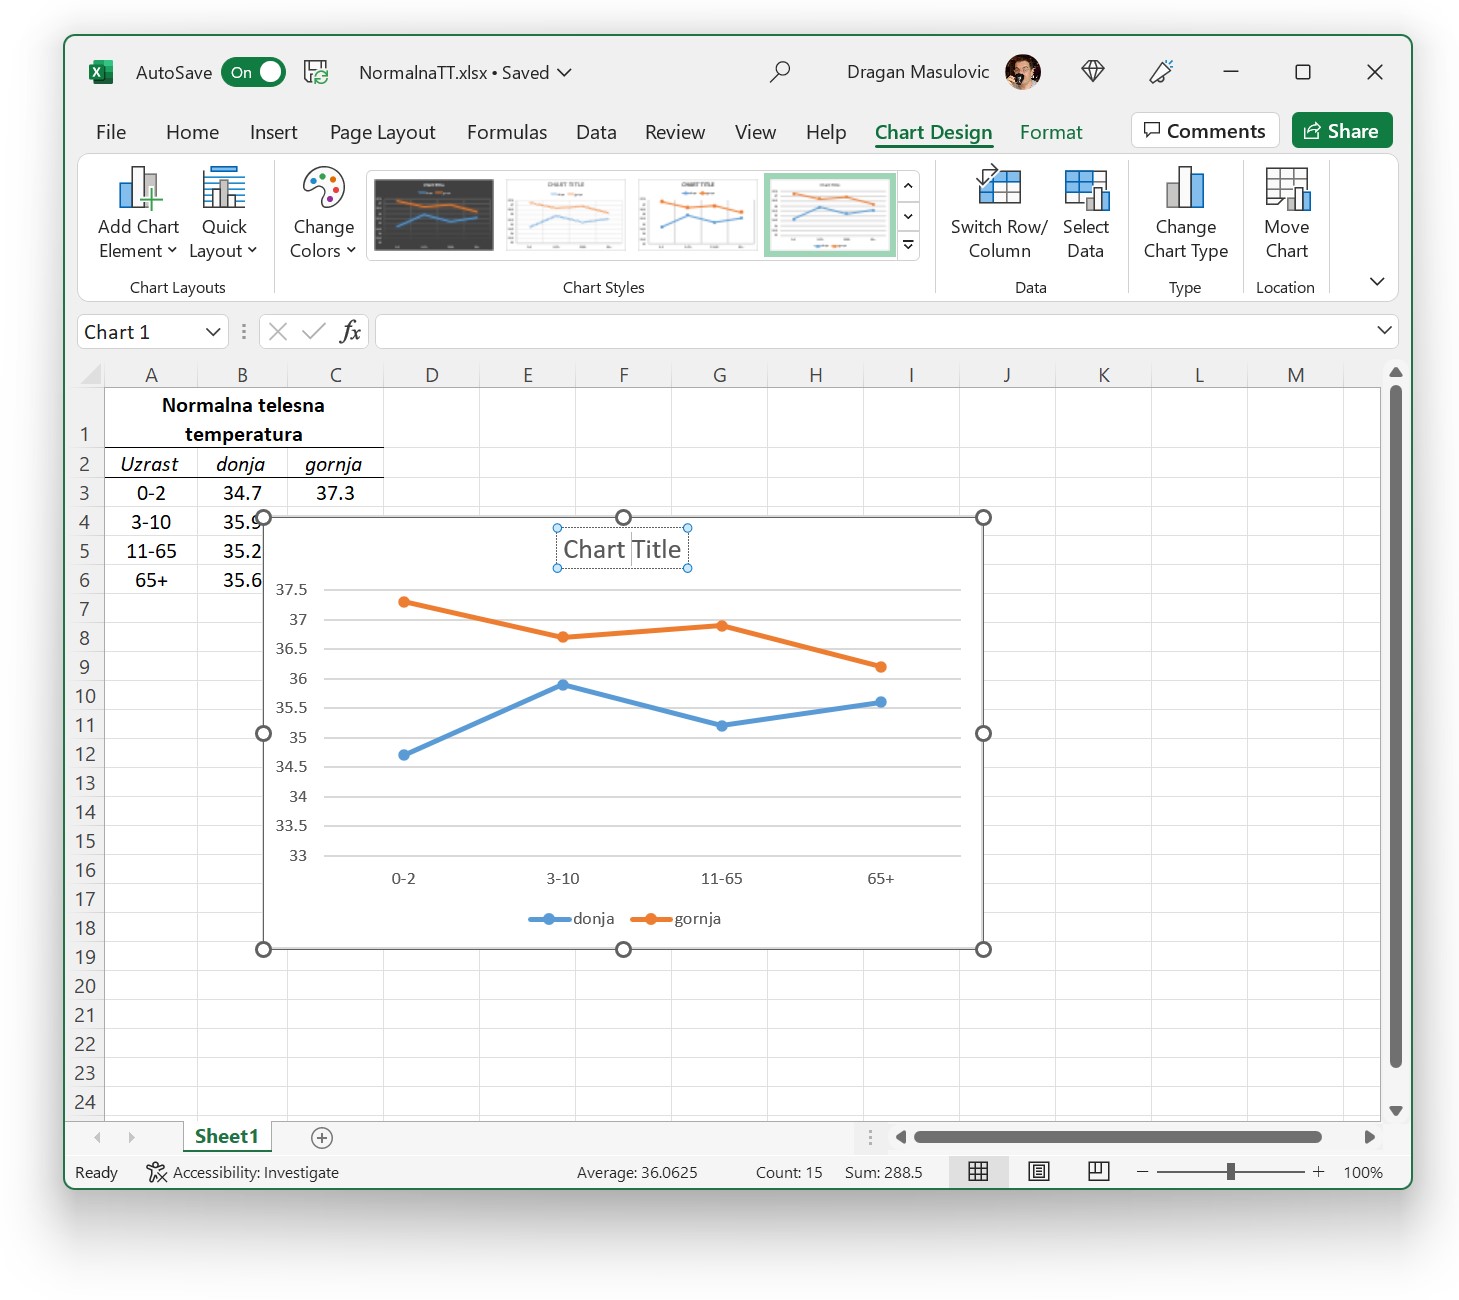 AutoSave On NormalnaTT.xlsx • Saved Dragan Masulovic
File Home Insert Page Layout Formulas Data Review View Help Chart Design Format Comments Share
Add Chart Element
Quick Layout
Chart Layouts
Change Colors
CHART TITLE
CHART TITLE
Chart Styles
Switch Row/ Column
Select Data
Data
Change Chart Type
Type
Move Chart
Location
Chart 1 fx
A B C D E F G H I J K L M
Normalna telesna
1 temperatura
2 Uzrast donja gornja
3 0-2 34.7 37.3
4 3-10 35.9
5 11-65 35.2
6 65+ 35.6
7
8
9
10
11
12
13
14
15
16
17
18
19
20
21
22
23
24
Chart Title
37.5
37
36.5
36
35.5
35
34.5
34
33.5
33
0-2 3-10 11-65 65+
donja gornja
Sheet1
Ready Accessibility: Investigate Average: 36.0625 Count: 15 Sum: 288.5 100%